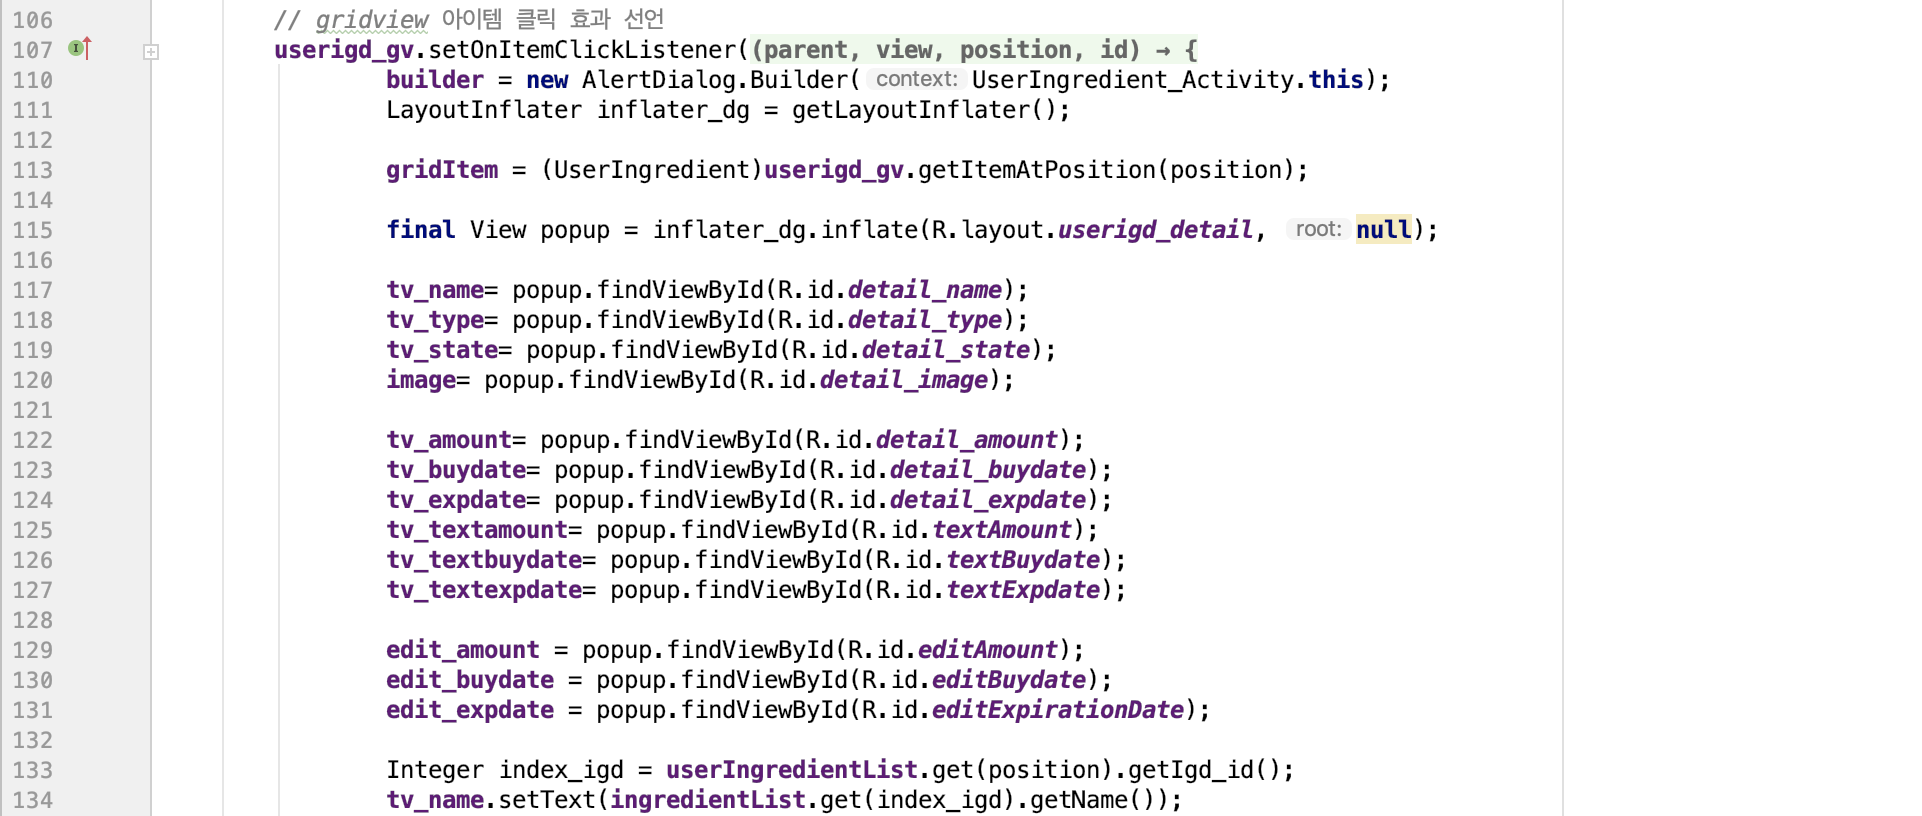 106 // gridview 아이템 클릭 효과 선언
107 userigd_gv.setOnItemClickListener((parent, view, position, id) → {
110 builder = new AlertDialog.Builder( context: UserIngredient_Activity.this);
111 LayoutInflater inflater_dg = getLayoutInflater();
112
113 gridItem = (UserIngredient)userigd_gv.getItemAtPosition(position);
114
115 final View popup = inflater_dg.inflate(R.layout.userigd_detail, root: null);
116
117 tv_name= popup.findViewById(R.id.detail_name);
118 tv_type= popup.findViewById(R.id.detail_type);
119 tv_state= popup.findViewById(R.id.detail_state);
120 image= popup.findViewById(R.id.detail_image);
121
122 tv_amount= popup.findViewById(R.id.detail_amount);
123 tv_buydate= popup.findViewById(R.id.detail_buydate);
124 tv_expdate= popup.findViewById(R.id.detail_expdate);
125 tv_textamount= popup.findViewById(R.id.textAmount);
126 tv_textbuydate= popup.findViewById(R.id.textBuydate);
127 tv_textexpdate= popup.findViewById(R.id.textExpdate);
128
129 edit_amount = popup.findViewById(R.id.editAmount);
130 edit_buydate = popup.findViewById(R.id.editBuydate);
131 edit_expdate = popup.findViewById(R.id.editExpirationDate);
132
133 Integer index_igd = userIngredientList.get(position).getIgd_id();
134 tv_name.setText(ingredientList.get(index_igd).getName());